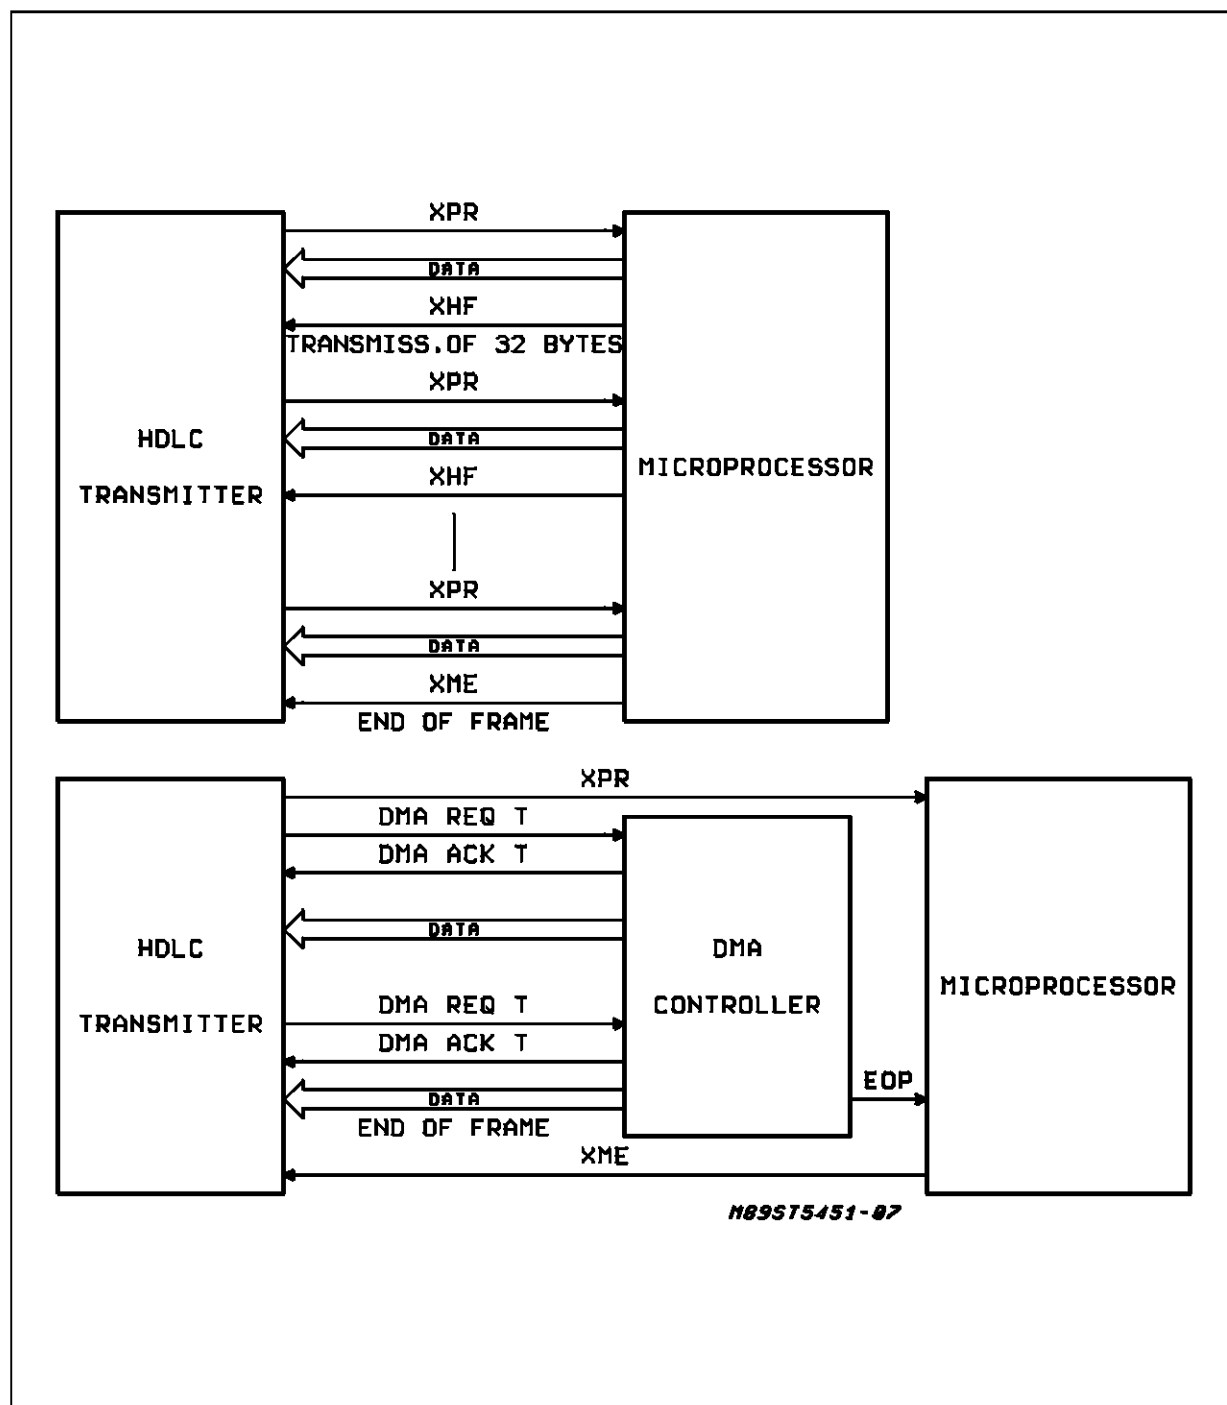 XPR
DATA
XHF
TRANSMISS.OF 32 BYTES
XPR
HDLC
TRANSMITTER
DATA
MICROPROCESSOR
XHF
XPR
DATA
XME
END OF FRAME
XPR
DMA REQ T
DMA ACK T
DATA
HDLC
TRANSMITTER
DMA
CONTROLLER
MICROPROCESSOR
DMA REQ T
DMA ACK T
EOP
DATA
END OF FRAME
XME
M89ST5451-07